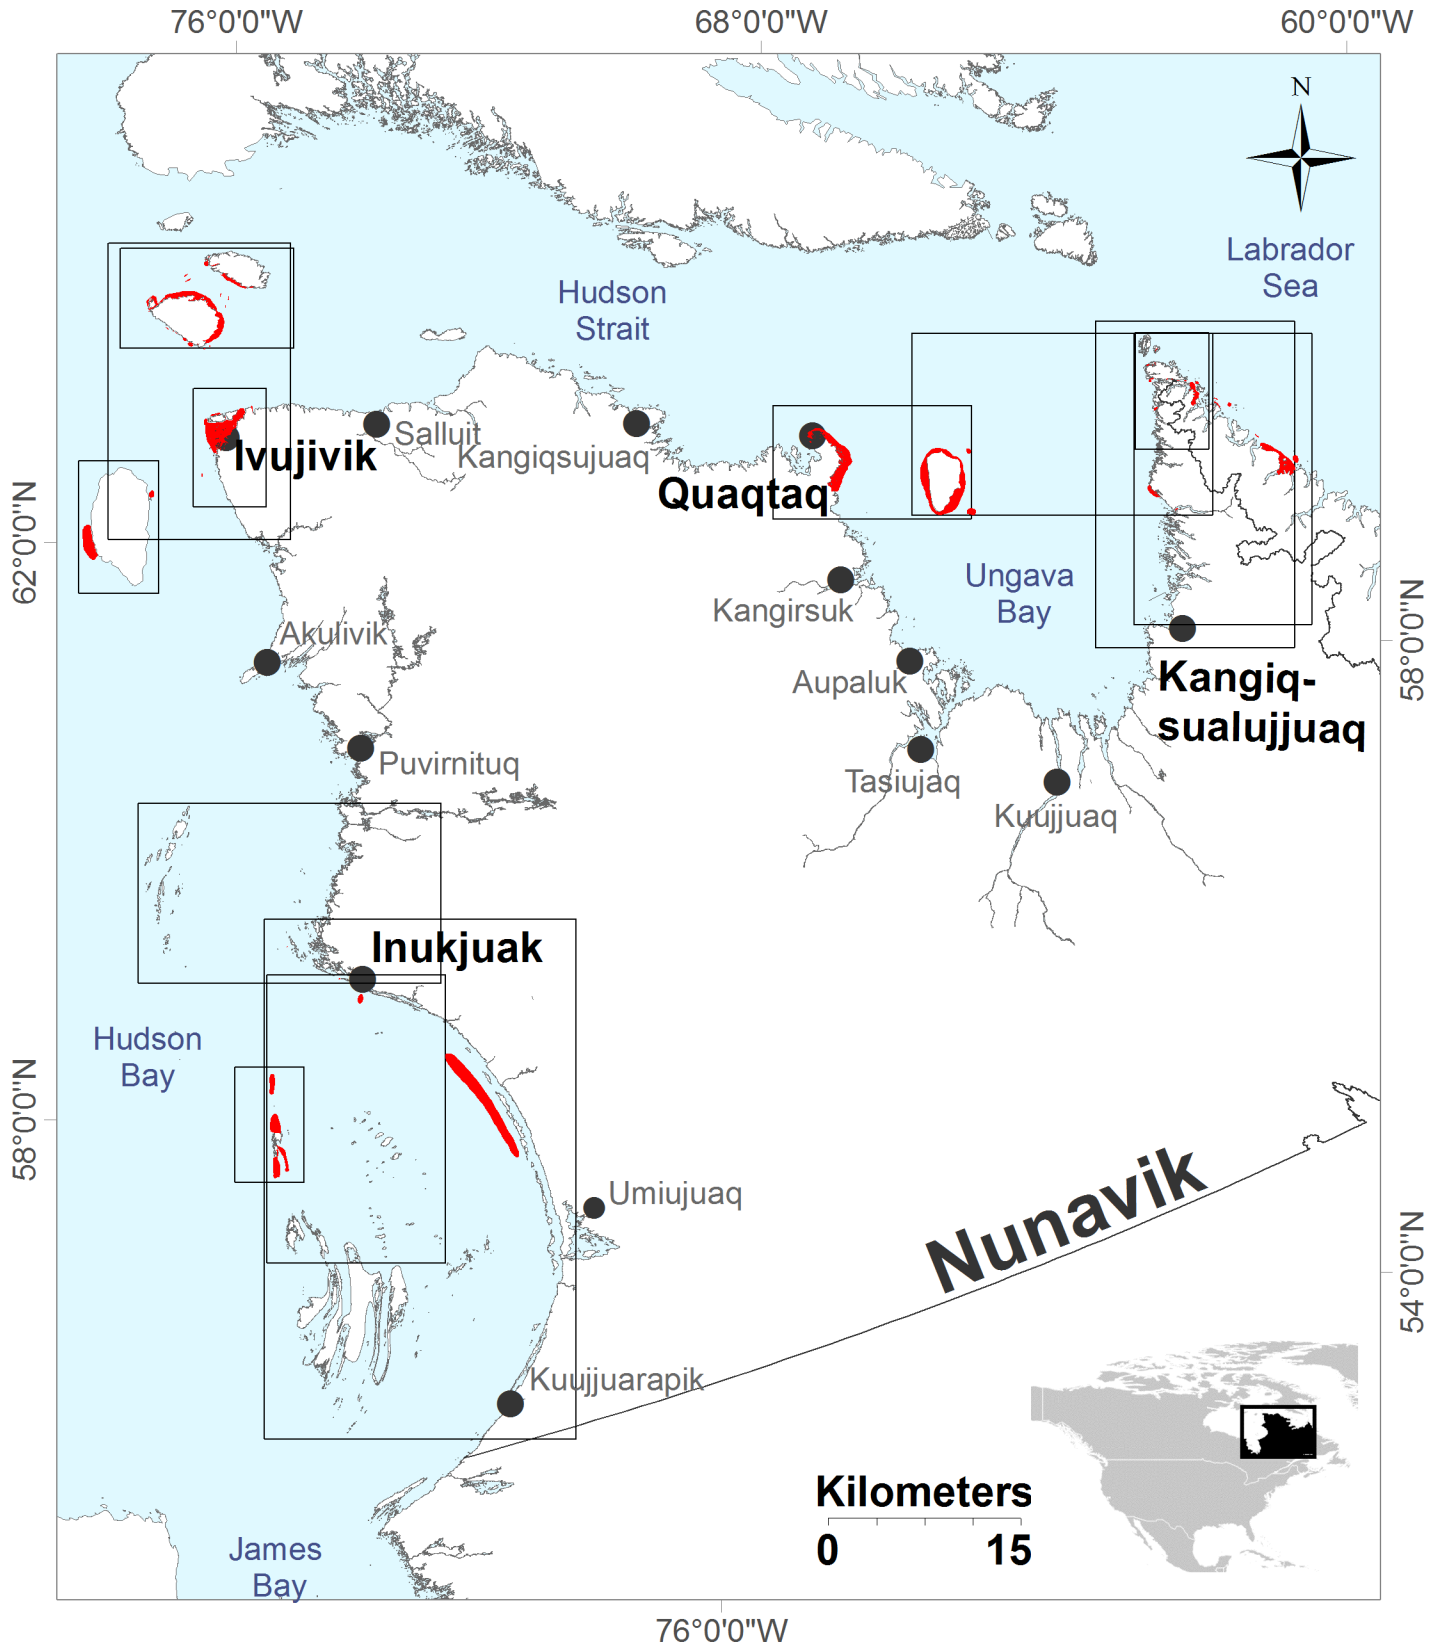 76°0'0"W
68°0'0"W
60°0'0"W
N
Labrador
Sea
Hudson
Strait
Salluit
Kangiqsujuaq
Ivujivik
Quaqtaq
62°0'0"N
Ungava
Bay
Kangirsuk
Akulivik
58°0'0"N
Aupaluk
Kangiq-
sualujjuaq
Puvirnituq
Tasiujaq
Kuujjuaq
Inukjuak
Hudson
Bay
58°0'0"N
Umiujuaq
Nunavik
54°0'0"N
Kuujjuarapik
Kilometers
0
15
James
Bay
76°0'0"W